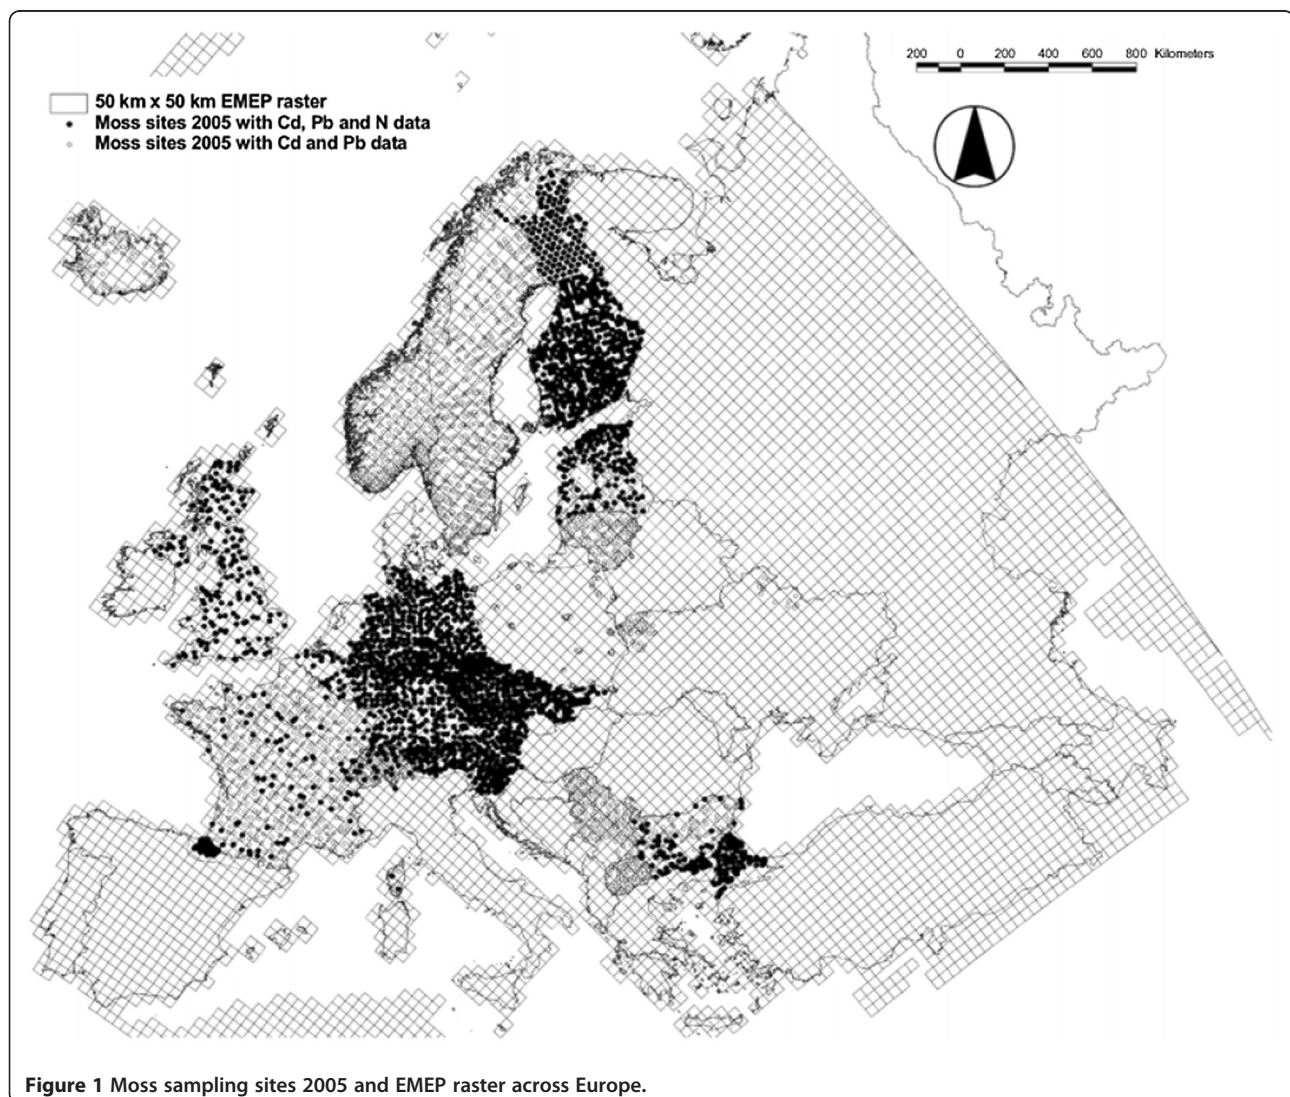 200 0 200 400 600 800 Kilometers
50 km x 50 km EMEP raster
Moss sites 2005 with Cd, Pb and N data
Moss sites 2005 with Cd and Pb data
Figure 1 Moss sampling sites 2005 and EMEP raster across Europe.